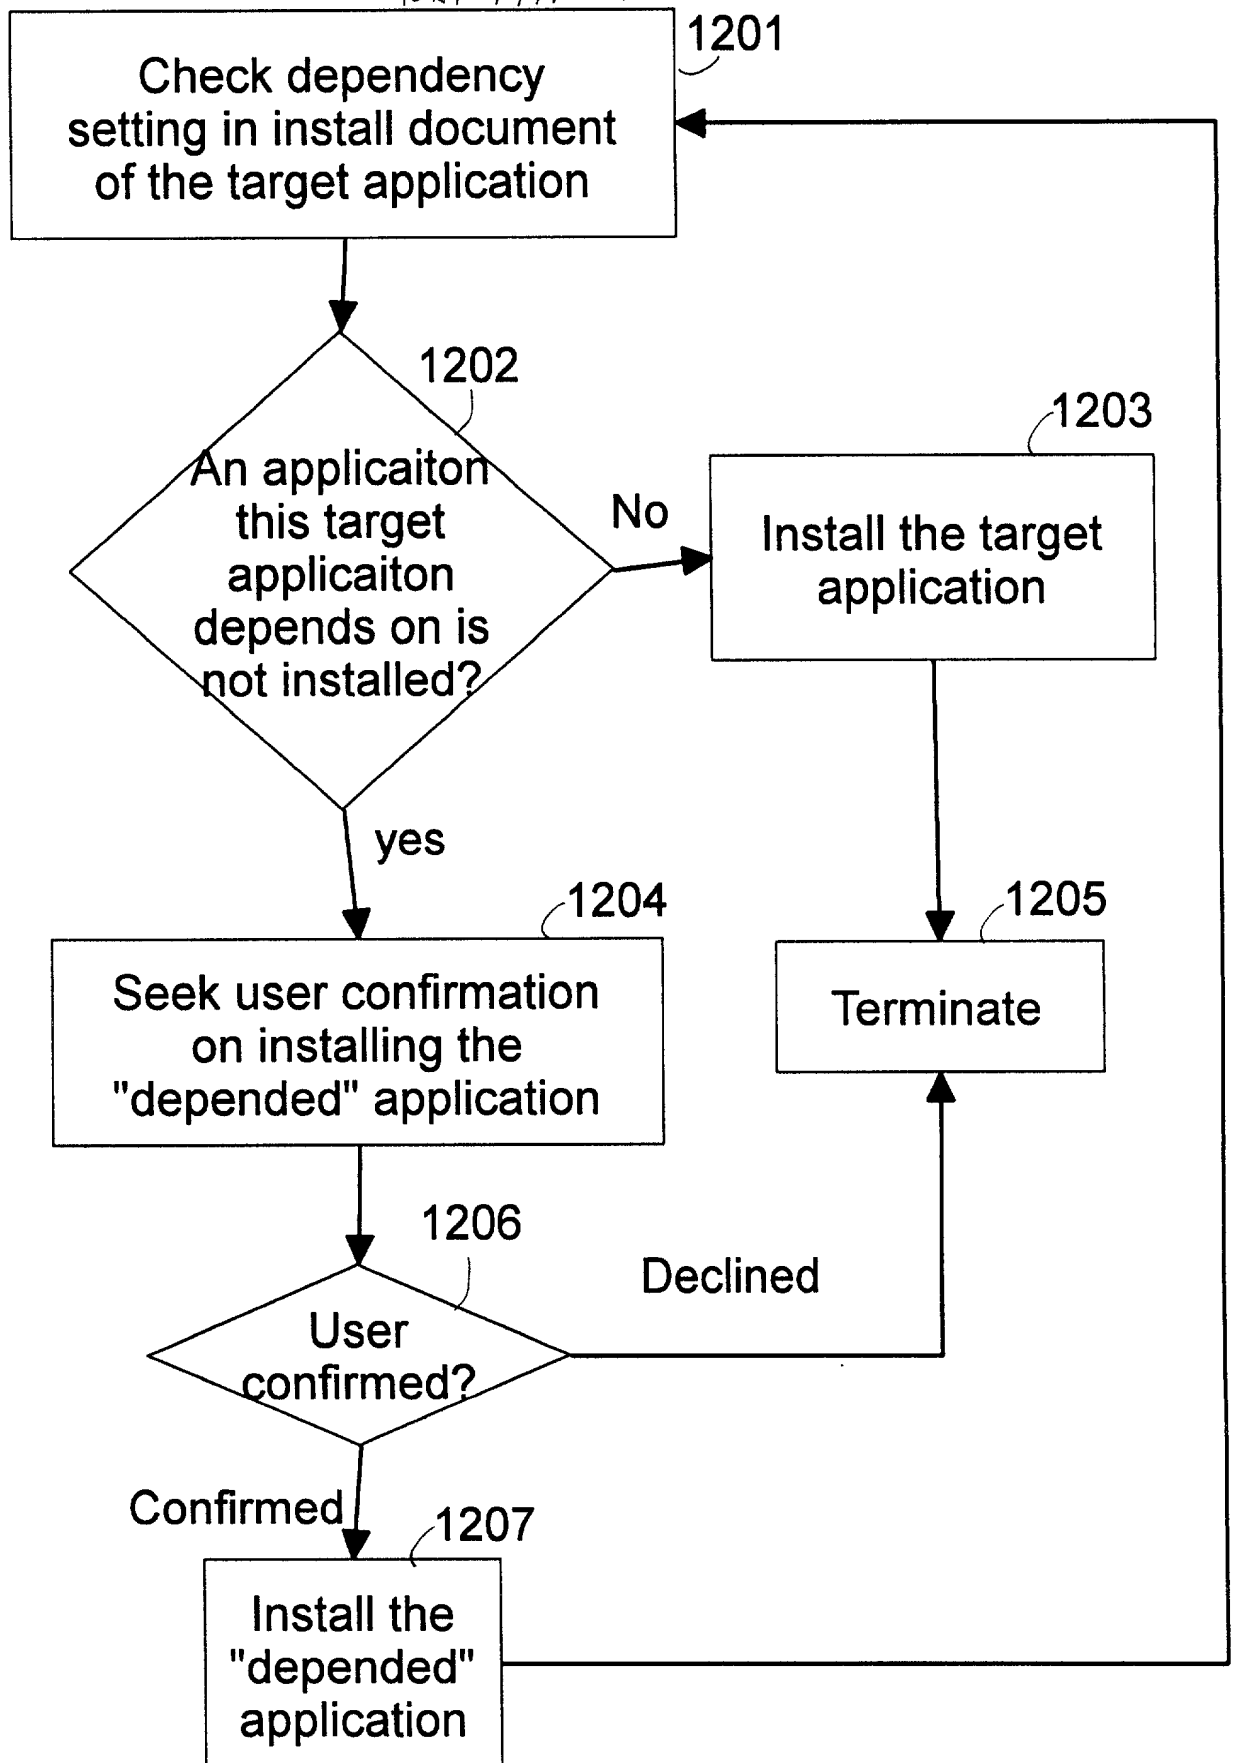 1201
Check dependency
setting in install document
of the target application
1202
An applicaiton
this target
applicaiton
depends on is
not installed?
No
1203
Install the target
application
yes
1204
Seek user confirmation
on installing the
"depended" application
1205
Terminate
1206
User
confirmed?
Declined
Confirmed
1207
Install the
"depended"
application